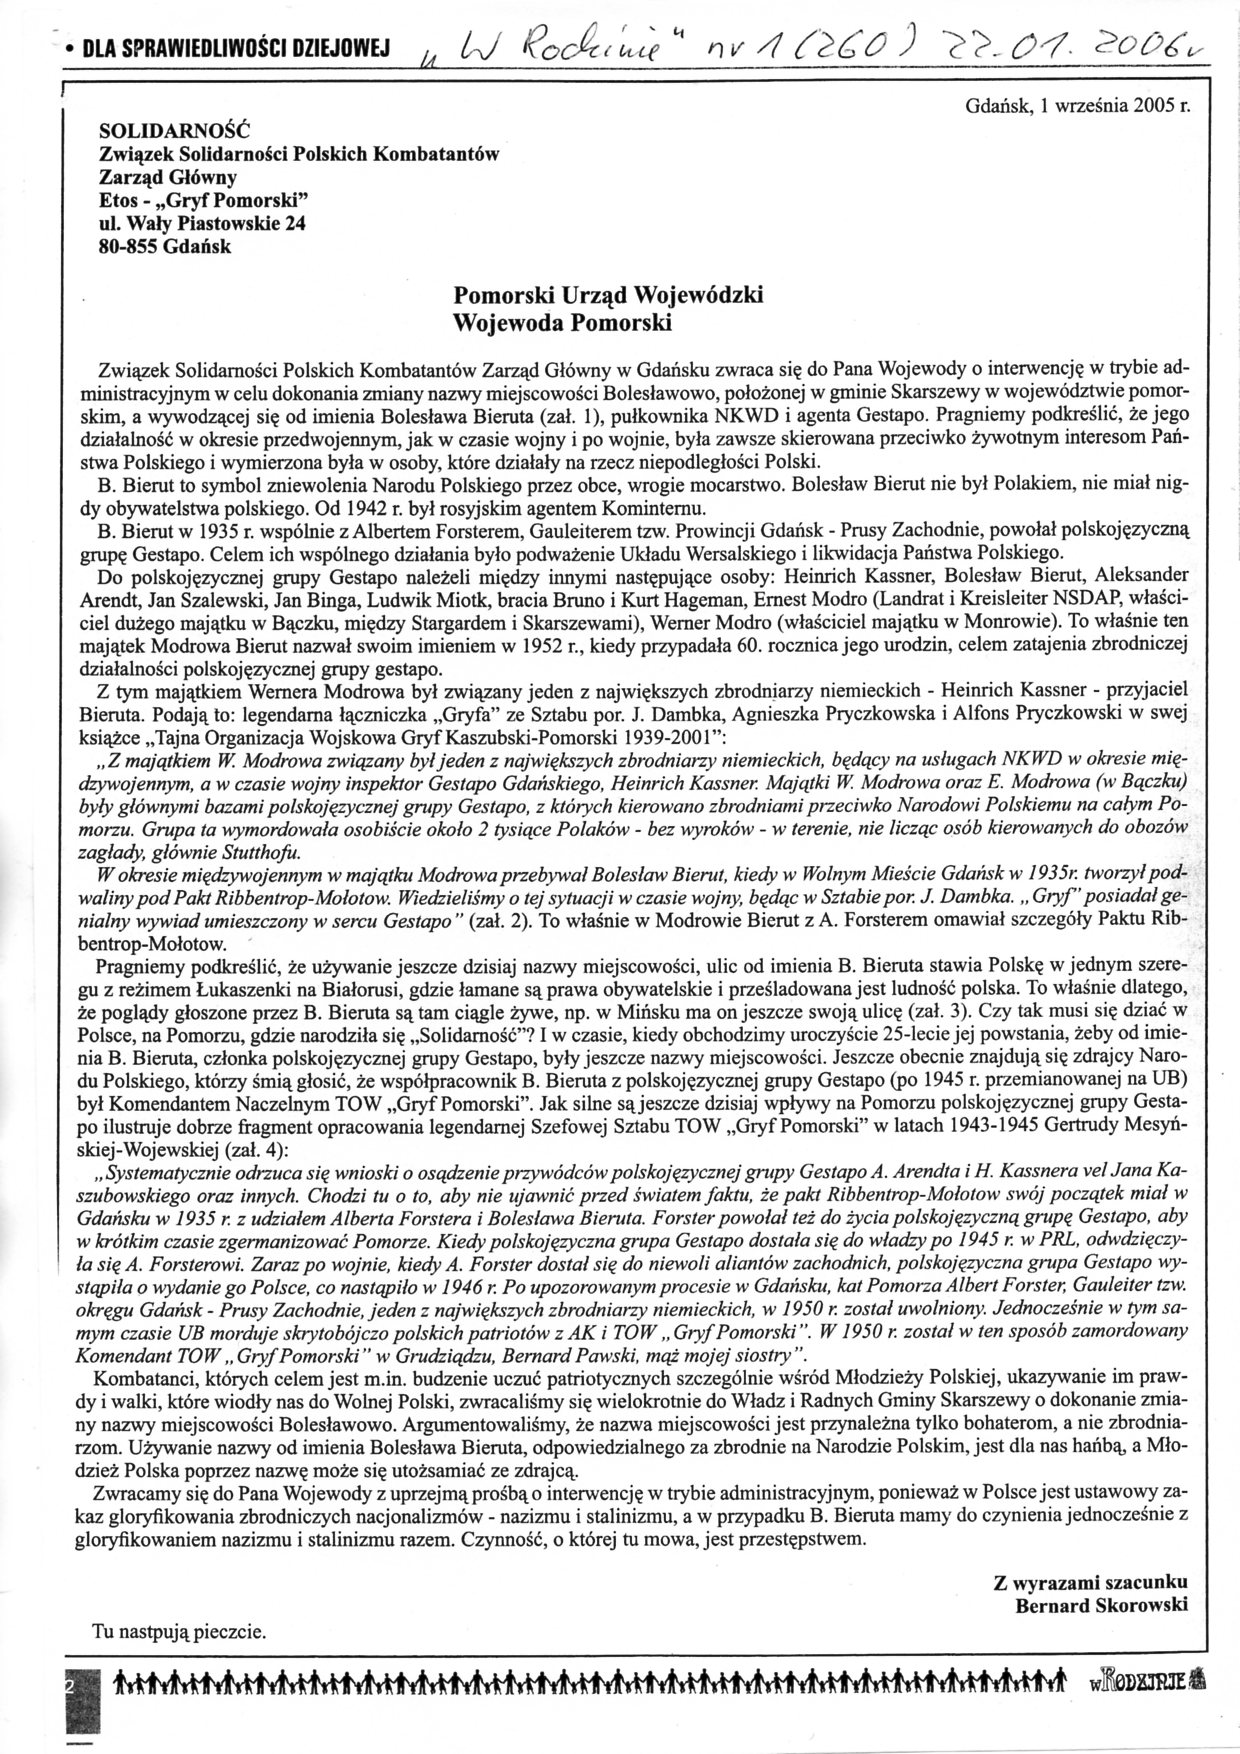 • DLA SPRAWIEDLIWOŚCI DZIEJOWEJ „W Rodzinie" nr 1 (260) 22.01.2006r
Gdańsk, 1 września 2005 r.
SOLIDARNOŚĆ
Związek Solidarności Polskich Kombatantów
Zarząd Główny
Etos - „Gryf Pomorski”
ul. Wały Piastowskie 24
80-855 Gdańsk
Pomorski Urząd Wojewódzki
Wojewoda Pomorski
Związek Solidarności Polskich Kombatantów Zarząd Główny w Gdańsku zwraca się do Pana Wojewody o interwencję w trybie ad-
ministracyjnym w celu dokonania zmiany nazwy miejscowości Bolesławowo, położonej w gminie Skarszewy w województwie pomor-
skim, a wywodzącej się od imienia Bolesława Bieruta (zał. 1), pułkownika NKWD i agenta Gestapo. Pragniemy podkreślić, że jego
działalność w okresie przedwojennym, jak w czasie wojny i po wojnie, była zawsze skierowana przeciwko żywotnym interesom Pań-
stwa Polskiego i wymierzona była w osoby, które działały na rzecz niepodległości Polski.
B. Bierut to symbol zniewolenia Narodu Polskiego przez obce, wrogie mocarstwo. Bolesław Bierut nie był Polakiem, nie miał nig-
dy obywatelstwa polskiego. Od 1942 r. był rosyjskim agentem Kominternu.
B. Bierut w 1935 r. wspólnie z Albertem Forsterem, Gauleiterem tzw. Prowincji Gdańsk - Prusy Zachodnie, powołał polskojęzyczną
grupę Gestapo. Celem ich wspólnego działania było podważenie Układu Wersalskiego i likwidacja Państwa Polskiego.
Do polskojęzycznej grupy Gestapo należeli między innymi następujące osoby: Heinrich Kassner, Bolesław Bierut, Aleksander
Arendt, Jan Szalewski, Jan Binga, Ludwik Miotk, bracia Bruno i Kurt Hageman, Ernest Modro (Landrat i Kreisleiter NSDAP, właści-
ciel dużego majątku w Bączku, między Stargardem i Skarszewami), Werner Modro (właściciel majątku w Monrowie). To właśnie ten
majątek Modrowa Bierut nazwał swoim imieniem w 1952 r., kiedy przypadała 60. rocznica jego urodzin, celem zatajenia zbrodniczej
działalności polskojęzycznej grupy gestapo.
Z tym majątkiem Wernera Modrowa był związany jeden z największych zbrodniarzy niemieckich - Heinrich Kassner - przyjaciel
Bieruta. Podają to: legendarna łączniczka „Gryfa” ze Sztabu por. J. Dambka, Agnieszka Pryczkowska i Alfons Pryczkowski w swej
książce „Tajna Organizacja Wojskowa Gryf Kaszubski-Pomorski 1939-2001”:
„Z majątkiem W. Modrowa związany był jeden z największych zbrodniarzy niemieckich, będący na usługach NKWD w okresie mię-
dzywojennym, a w czasie wojny inspektor Gestapo Gdańskiego, Heinrich Kassner. Majątki W. Modrowa oraz E. Modrowa (w Bączku)
były głównymi bazami polskojęzycznej grupy Gestapo, z których kierowano zbrodniami przeciwko Narodowi Polskiemu na całym Po-
morzu. Grupa ta wymordowała osobiście około 2 tysiące Polaków - bez wyroków - w terenie, nie licząc osób kierowanych do obozów
zagłady, głównie Stutthofu.
W okresie międzywojennym w majątku Modrowa przebywał Bolesław Bierut, kiedy w Wolnym Mieście Gdańsk w 1935r. tworzył pod-
waliny pod Pakt Ribbentrop-Mołotow. Wiedzieliśmy o tej sytuacji w czasie wojny, będąc w Sztabie por. J. Dambka. „Gryf” posiadał ge-
nialny wywiad umieszczony w sercu Gestapo” (zał. 2). To właśnie w Modrowie Bierut z A. Forsterem omawiał szczegóły Paktu Rib-
bentrop-Mołotow.
Pragniemy podkreślić, że używanie jeszcze dzisiaj nazwy miejscowości, ulic od imienia B. Bieruta stawia Polskę w jednym szere-
gu z reżimem Łukaszenki na Białorusi, gdzie łamane są prawa obywatelskie i prześladowana jest ludność polska. To właśnie dlatego,
że poglądy głoszone przez B. Bieruta są tam ciągle żywe, np. w Mińsku ma on jeszcze swoją ulicę (zał. 3). Czy tak musi się dziać w
Polsce, na Pomorzu, gdzie narodziła się „Solidarność”? I w czasie, kiedy obchodzimy uroczyście 25-lecie jej powstania, żeby od imie-
nia B. Bieruta, członka polskojęzycznej grupy Gestapo, były jeszcze nazwy miejscowości. Jeszcze obecnie znajdują się zdrajcy Naro-
du Polskiego, którzy śmią głosić, że współpracownik B. Bieruta z polskojęzycznej grupy Gestapo (po 1945 r. przemianowanej na UB)
był Komendantem Naczelnym TOW „Gryf Pomorski”. Jak silne są jeszcze dzisiaj wpływy na Pomorzu polskojęzycznej grupy Gesta-
po ilustruje dobrze fragment opracowania legendarnej Szefowej Sztabu TOW „Gryf Pomorski” w latach 1943-1945 Gertrudy Mesyń-
skiej-Wojewskiej (zał. 4):
„Systematycznie odrzuca się wnioski o osądzenie przywódców polskojęzycznej grupy Gestapo A. Arendta i H. Kassnera vel Jana Ka-
szubowskiego oraz innych. Chodzi tu o to, aby nie ujawnić przed światem faktu, że pakt Ribbentrop-Mołotow swój początek miał w
Gdańsku w 1935 r. z udziałem Alberta Forstera i Bolesława Bieruta. Forster powołał też do życia polskojęzyczną grupę Gestapo, aby
w krótkim czasie zgermanizować Pomorze. Kiedy polskojęzyczna grupa Gestapo dostała się do władzy po 1945 r. w PRL, odwdzięczy-
ła się A. Forsterowi. Zaraz po wojnie, kiedy A. Forster dostał się do niewoli aliantów zachodnich, polskojęzyczna grupa Gestapo wy-
stąpiła o wydanie go Polsce, co nastąpiło w 1946 r. Po upozorowanym procesie w Gdańsku, kat Pomorza Albert Forster, Gauleiter tzw.
okręgu Gdańsk - Prusy Zachodnie, jeden z największych zbrodniarzy niemieckich, w 1950 r. został uwolniony. Jednocześnie w tym sa-
mym czasie UB morduje skrytobójczo polskich patriotów z AK i TOW „Gryf Pomorski”. W 1950 r. został w ten sposób zamordowany
Komendant TOW „Gryf Pomorski” w Grudziądzu, Bernard Pawski, mąż mojej siostry”.
Kombatanci, których celem jest m.in. budzenie uczuć patriotycznych szczególnie wśród Młodzieży Polskiej, ukazywanie im praw-
dy i walki, które wiodły nas do Wolnej Polski, zwracaliśmy się wielokrotnie do Władz i Radnych Gminy Skarszewy o dokonanie zmia-
ny nazwy miejscowości Bolesławowo. Argumentowaliśmy, że nazwa miejscowości jest przynależna tylko bohaterom, a nie zbrodnia-
rzom. Używanie nazwy od imienia Bolesława Bieruta, odpowiedzialnego za zbrodnie na Narodzie Polskim, jest dla nas hańbą, a Mło-
dzież Polska poprzez nazwę może się utożsamiać ze zdrajcą.
Zwracamy się do Pana Wojewody z uprzejmą prośbą o interwencję w trybie administracyjnym, ponieważ w Polsce jest ustawowy za-
kaz gloryfikowania zbrodniczych nacjonalizmów - nazizmu i stalinizmu, a w przypadku B. Bieruta mamy do czynienia jednocześnie z
gloryfikowaniem nazizmu i stalinizmu razem. Czynność, o której tu mowa, jest przestępstwem.
Z wyrazami szacunku
Bernard Skorowski
Tu nastpują pieczcie.
2 w RODZINIE